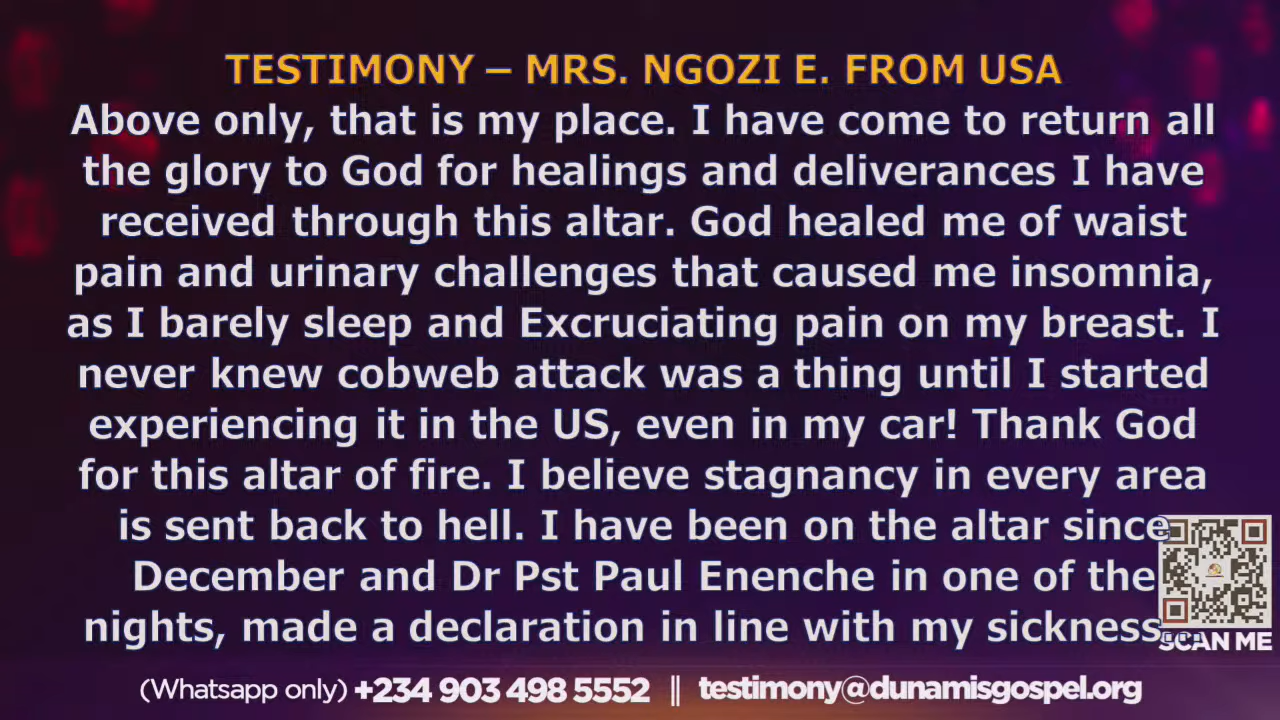 TESTIMONY – MRS. NGOZI E. FROM USA
Above only, that is my place. I have come to return all
the glory to God for healings and deliverances I have
received through this altar. God healed me of waist
pain and urinary challenges that caused me insomnia,
as I barely sleep and Excruciating pain on my breast. I
never knew cobweb attack was a thing until I started
experiencing it in the US, even in my car! Thank God
for this altar of fire. I believe stagnancy in every area
is sent back to hell. I have been on the altar since
December and Dr Pst Paul Enenche in one of the
nights, made a declaration in line with my sickness...
SCAN ME
(Whatsapp only) +234 903 498 5552 || testimony@dunamisgospel.org